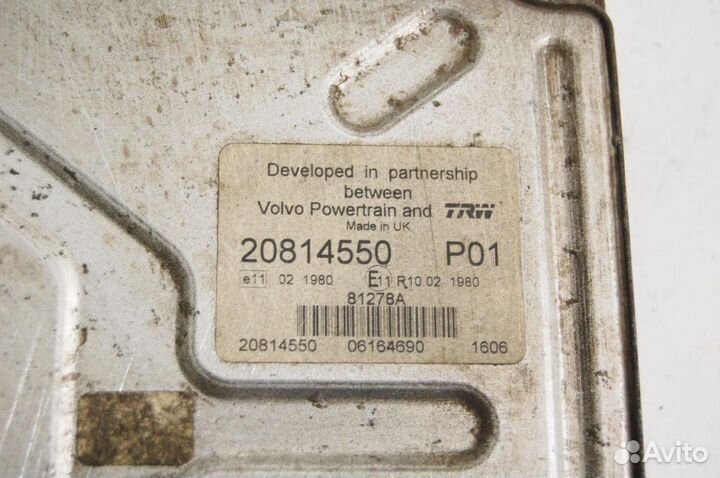 Developed in partnership
between
Volvo Powertrain and TRW
Made in UK
20814550 P01
e11 02 1980 E11 R10 02 1980
81278A
20814550 06164690 1606
Avito